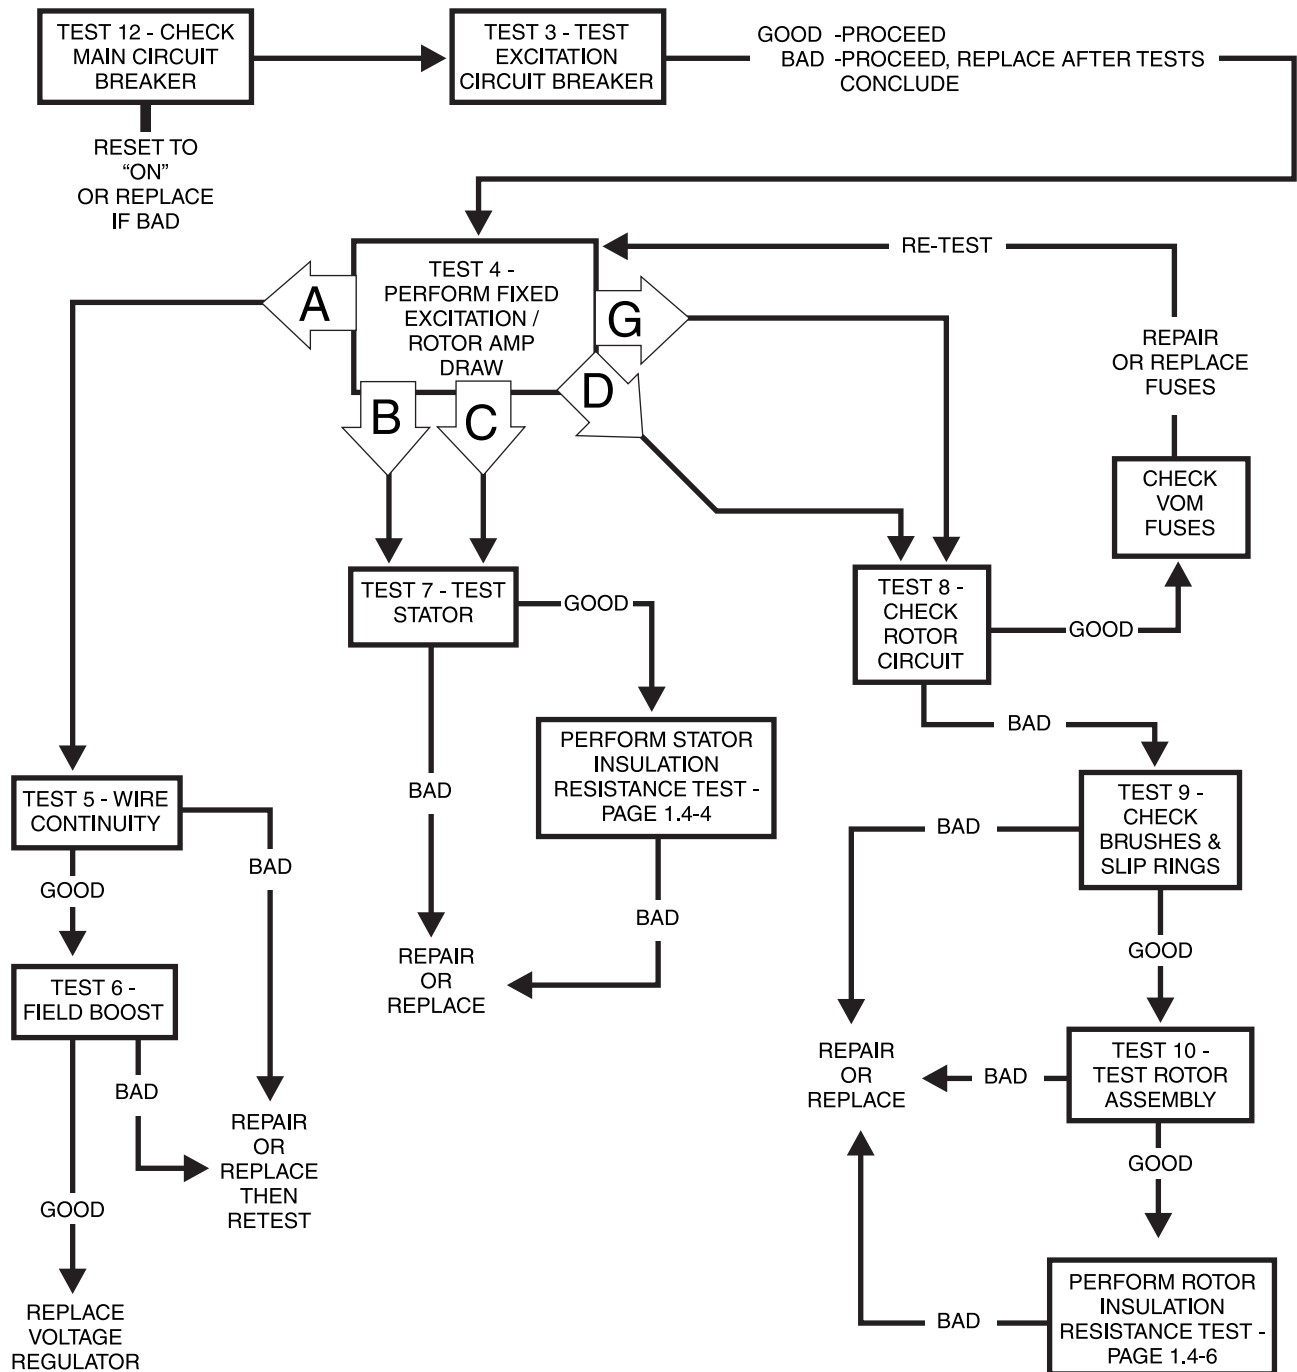 TEST 12 - CHECK
MAIN CIRCUIT
BREAKER
TEST 3 - TEST
EXCITATION
CIRCUIT BREAKER
GOOD -PROCEED
BAD -PROCEED, REPLACE AFTER TESTS
CONCLUDE
RESET TO
“ON”
OR REPLACE
IF BAD
TEST 4 -
PERFORM FIXED
EXCITATION /
ROTOR AMP
DRAW
A
B
C
D
G
RE-TEST
REPAIR
OR REPLACE
FUSES
CHECK
VOM
FUSES
TEST 7 - TEST
STATOR
GOOD
BAD
PERFORM STATOR
INSULATION
RESISTANCE TEST -
PAGE 1.4-4
BAD
REPAIR
OR
REPLACE
TEST 8 -
CHECK
ROTOR
CIRCUIT
GOOD
BAD
TEST 5 - WIRE
CONTINUITY
GOOD
BAD
TEST 6 -
FIELD BOOST
BAD
GOOD
REPAIR
OR
REPLACE
THEN
RETEST
REPLACE
VOLTAGE
REGULATOR
TEST 9 -
CHECK
BRUSHES &
SLIP RINGS
BAD
GOOD
TEST 10 -
TEST ROTOR
ASSEMBLY
BAD
REPAIR
OR
REPLACE
GOOD
PERFORM ROTOR
INSULATION
RESISTANCE TEST -
PAGE 1.4-6
BAD